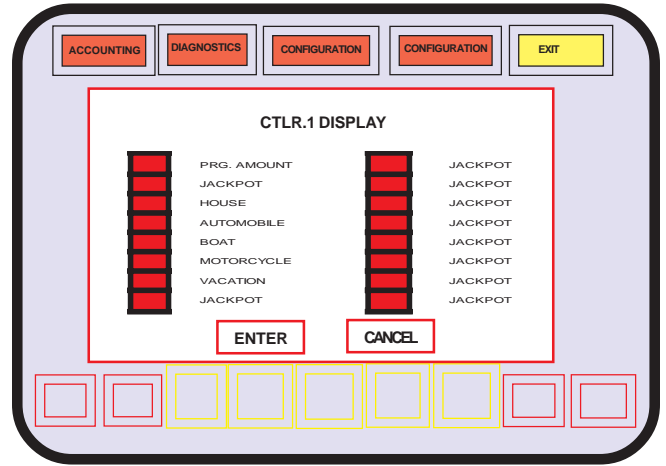 ACCOUNTING DIAGNOSTICS CONFIGURATION CONFIGURATION EXIT
CTLR.1 DISPLAY
PRG. AMOUNT JACKPOT
JACKPOT JACKPOT
HOUSE JACKPOT
AUTOMOBILE JACKPOT
BOAT JACKPOT
MOTORCYCLE JACKPOT
VACATION JACKPOT
JACKPOT JACKPOT
ENTER CANCEL